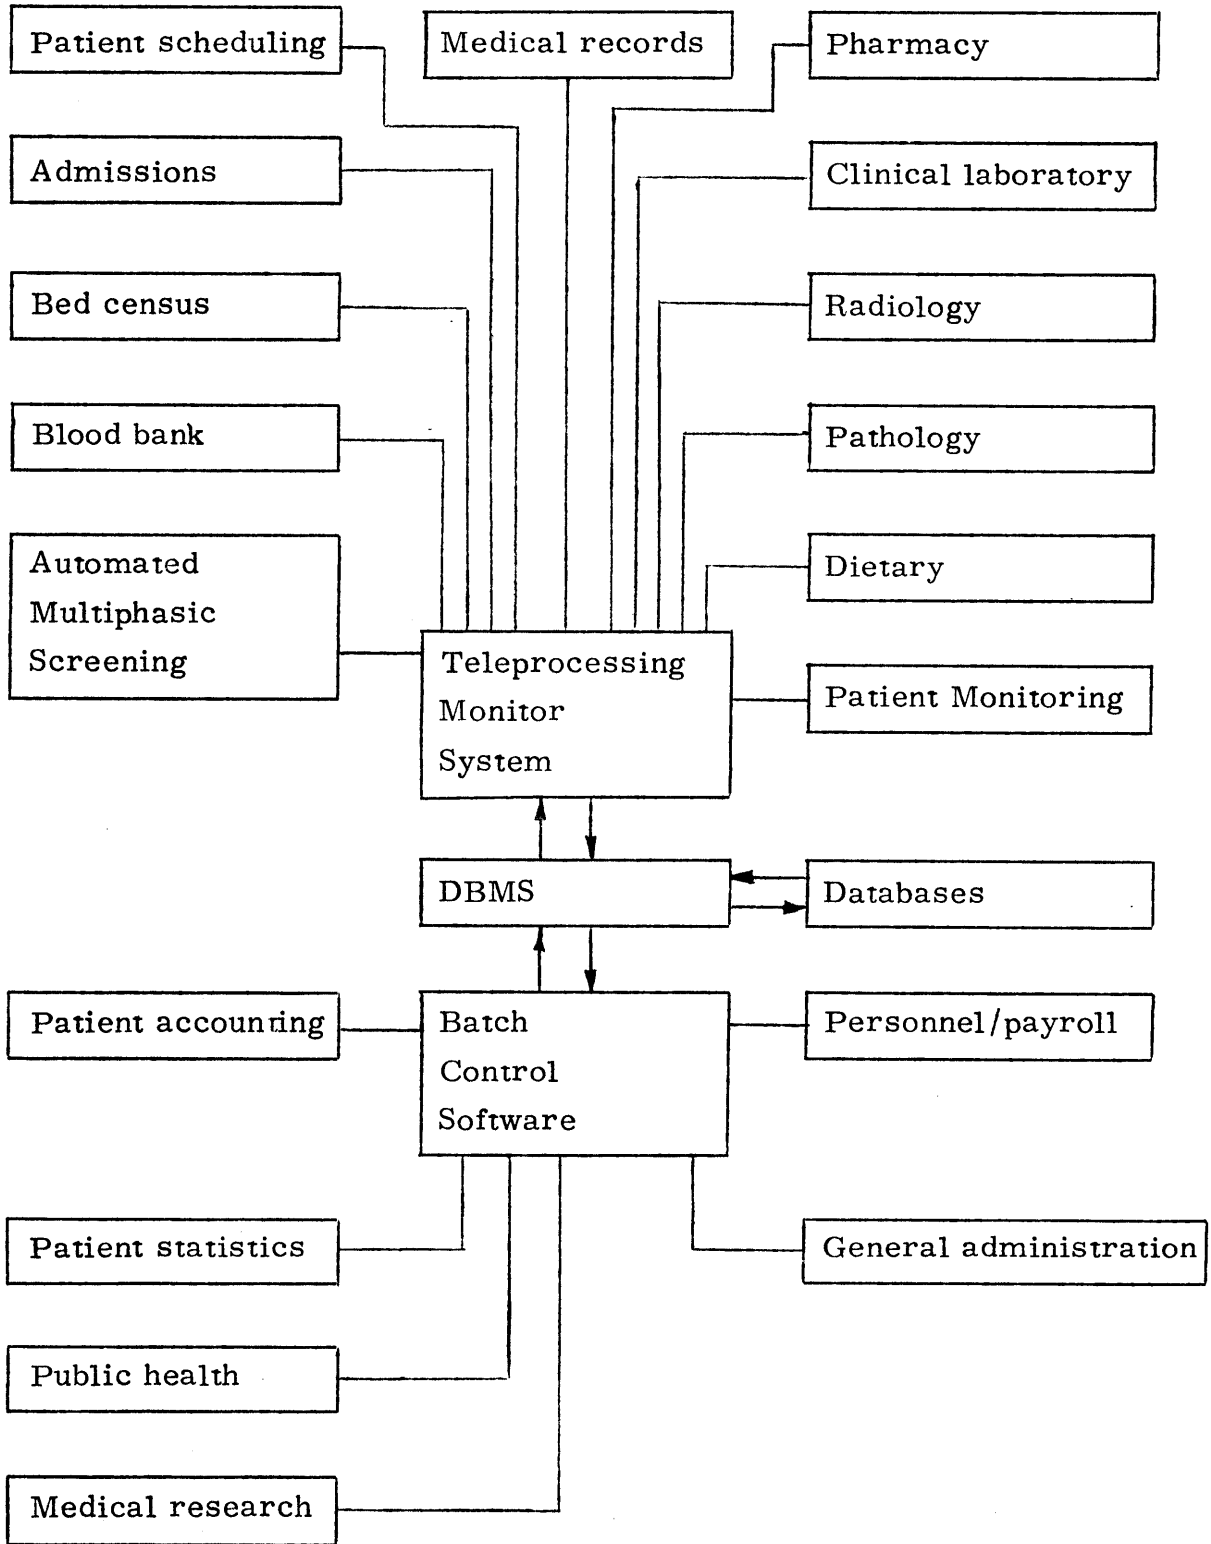 Patient scheduling
Medical records
Pharmacy
Admissions
Clinical laboratory
Bed census
Radiology
Blood bank
Pathology
Automated
Multiphasic
Screening
Dietary
Teleprocessing
Monitor
System
Patient Monitoring
DBMS
Databases
Patient accounting
Batch
Control
Software
Personnel/payroll
Patient statistics
General administration
Public health
Medical research